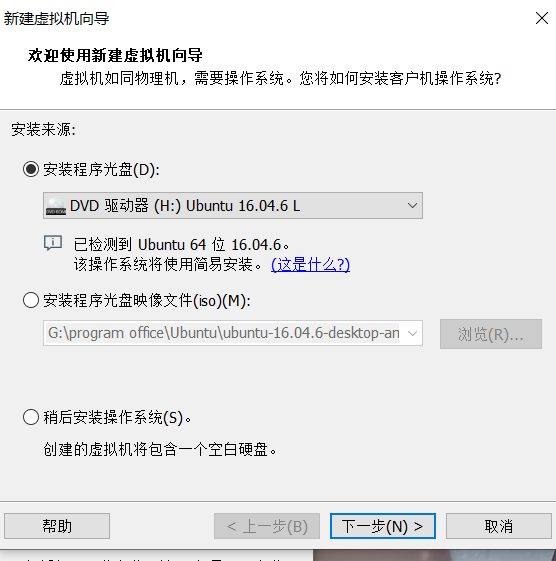 新建虚拟机向导
欢迎使用新建虚拟机向导
虚拟机如同物理机，需要操作系统。您将如何安装客户机操作系统?
安装来源:
安装程序光盘(D):
DVD 驱动器 (H:) Ubuntu 16.04.6 L
已检测到 Ubuntu 64 位 16.04.6。
该操作系统将使用简易安装。 (这是什么?)
安装程序光盘映像文件(iso)(M):
G:\program office\Ubuntu\ubuntu-16.04.6-desktop-an
浏览(R)...
稍后安装操作系统(S)。
创建的虚拟机将包含一个空白硬盘。
帮助
< 上一步(B)
下一步(N) >
取消